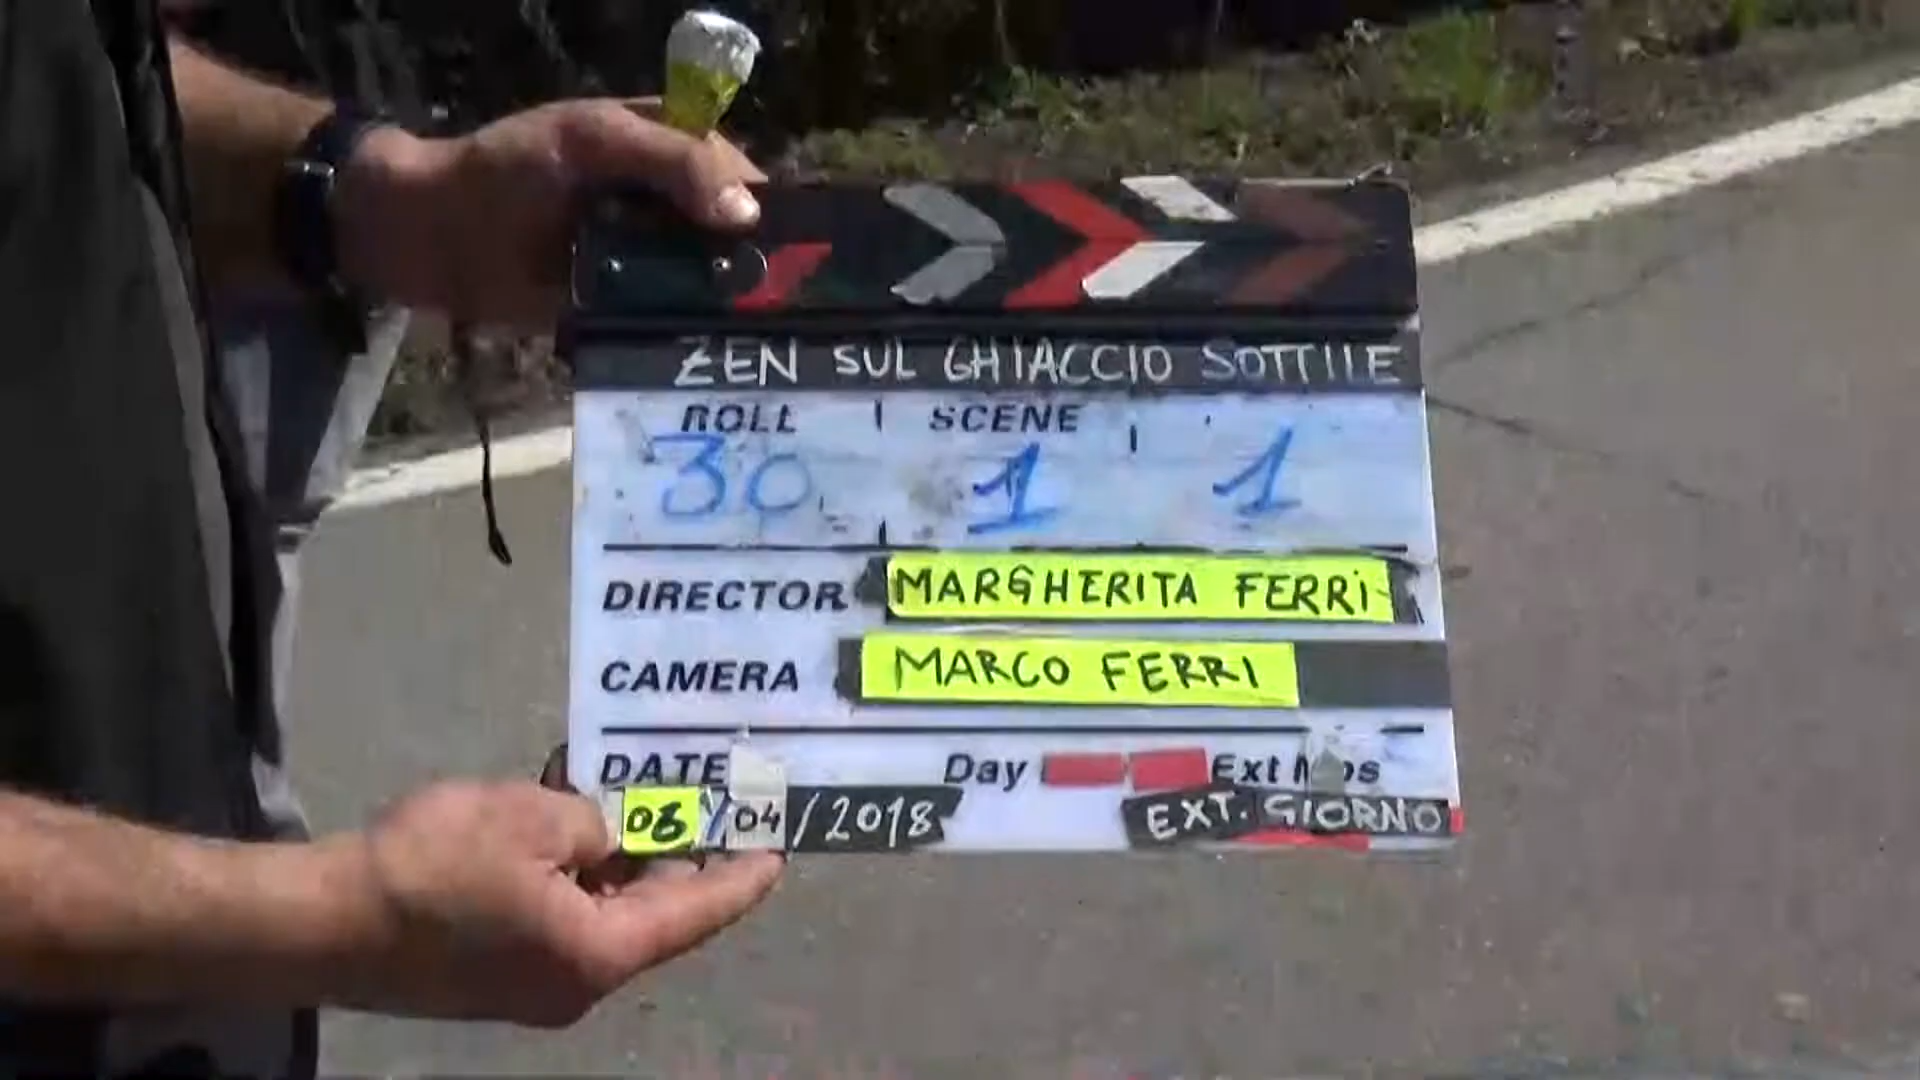 ZEN SUL GHIACCIO SOTTILE
ROLL SCENE
30 1 1
DIRECTOR MARGHERITA FERRI
CAMERA MARCO FERRI
DATE Day Ext
/04/2018 EXT. GIORNO